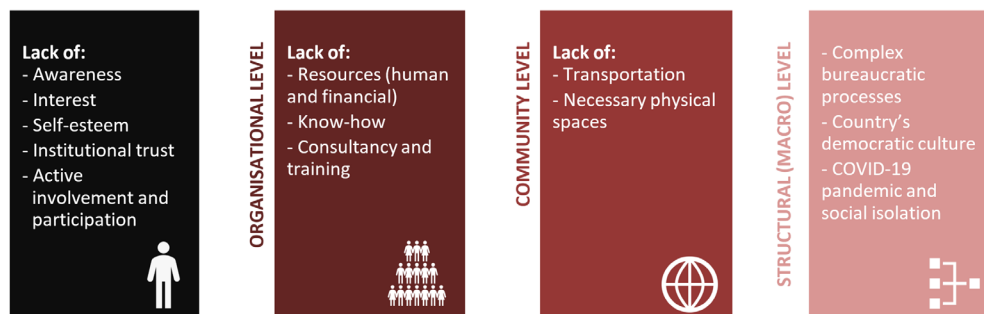 Lack of:
- Awareness
- Interest
- Self-esteem
- Institutional trust
- Active
involvement and
participation
ORGANISATIONAL LEVEL
Lack of:
- Resources (human
and financial)
- Know-how
- Consultancy and
training
COMMUNITY LEVEL
Lack of:
- Transportation
- Necessary physical
spaces
STRUCTURAL (MACRO) LEVEL
- Complex
bureaucratic
processes
- Country's
democratic culture
- COVID-19
pandemic and
social isolation